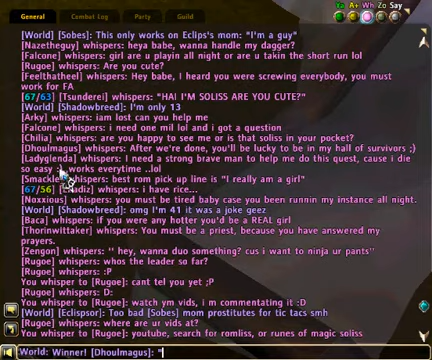 General Combat Log Party Guild
Ya A+ Wh Zo Say
[World] [Sobes]: This only works on Eclips's mom: "I'm a guy"
[Nazetheguy] whispers: heya babe, wanna handle my dagger?
[Falcone] whispers: girl are u playin all night or are u takin the short run lol
[Rugoe] whispers: Are you cute?
[Feelthatheel] whispers: Hey babe, I heard you were screwing everybody, you must
work for FA
[67/63] [Tsunderei] whispers: "HA! I'M SOLISS ARE YOU CUTE?"
[World] [Shadowbreed]: I'm only 13
[Arky] whispers: iam lost can you help me
[Falcone] whispers: i need one mil lol and i got a question
[Chilia] whispers: are you happy to see me or is that soliss in your pocket?
[Dhoulmagus] whispers: After we're done, you'll be lucky to be in my hall of survivors ;)
[Ladyglenda] whispers: I need a strong brave man to help me do this quest, cause i die
so easy works everytime ..lol
[Smackle] whispers: best rom pick up line is "I really am a girl"
[67/56] whispers: i have rice...
[Noxxious] whispers: you must be tired baby case you been runnin my instance all night.
[World] [Shadowbreed]: omg I'm 41 it was a joke geez
[Baca] whispers: if you were any hotter you'd be a REAL girl
[Thorinwittaker] whispers: You must be a priest, because you have answered my
prayers.
[Zengon] whispers: '' hey, wanna duo something? cus i want to ninja ur pants''
[Rugoe] whispers: whos the leader so far?
[Rugoe] whispers: :P
You whisper to [Rugoe]: cant tel you yet ;P
[Rugoe] whispers: D:
You whisper to [Rugoe]: watch ym vids, i m commentating it :D
[World] [Eclipsor]: Too bad [Sobes] mom prostitutes for tic tacs smh
[Rugoe] whispers: where are ur vids at?
You whisper to [Rugoe]: youtube, search for romliss, or runes of magic soliss
World: Winner! [Dhoulmagus]: "